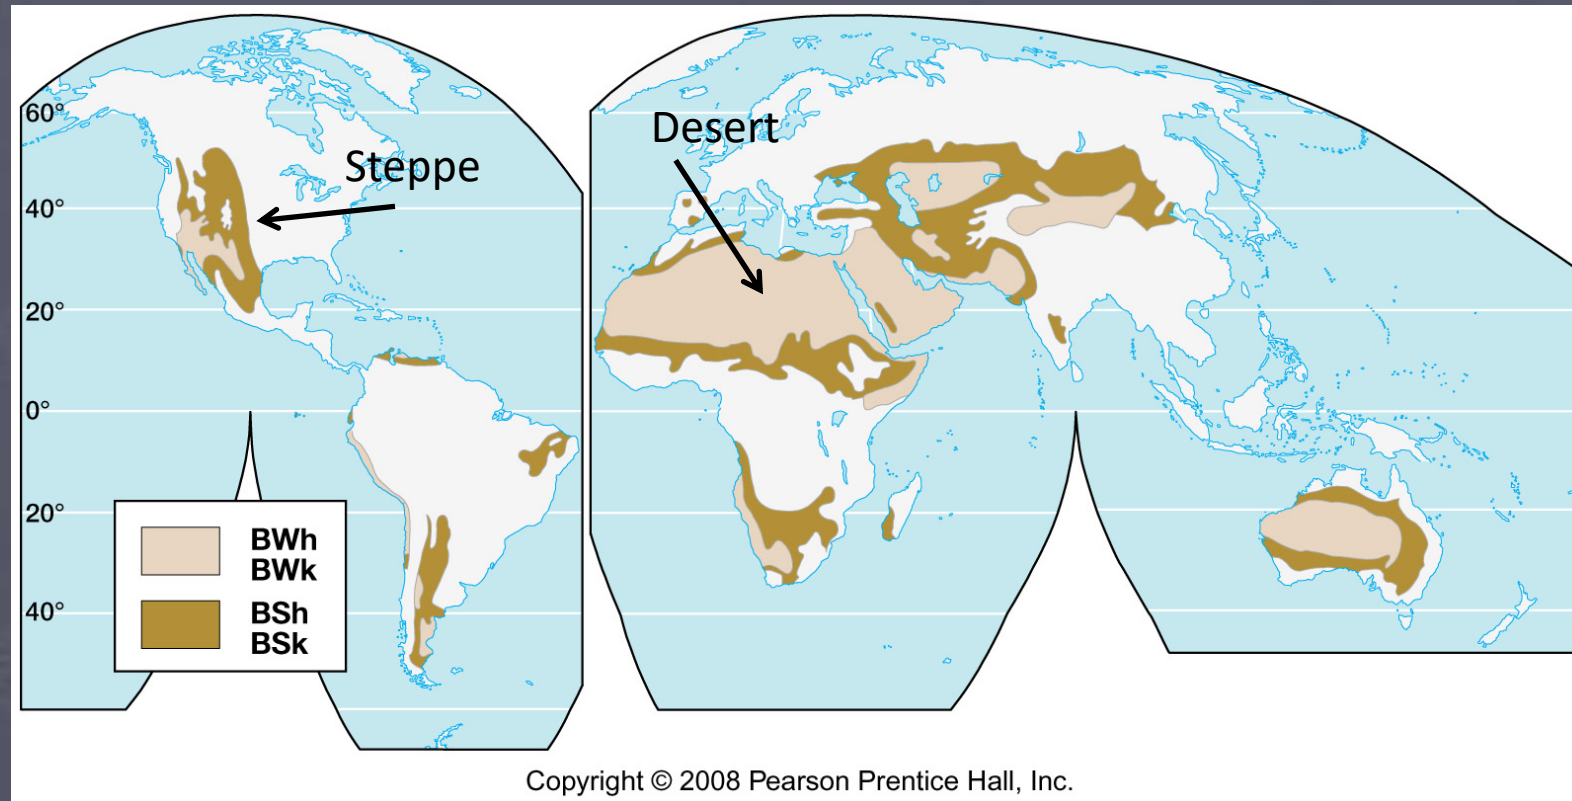 60°
Desert
Steppe
40°
20°
0°
20°
40°
BWh
BWk
BSh
BSk
Copyright © 2008 Pearson Prentice Hall, Inc.